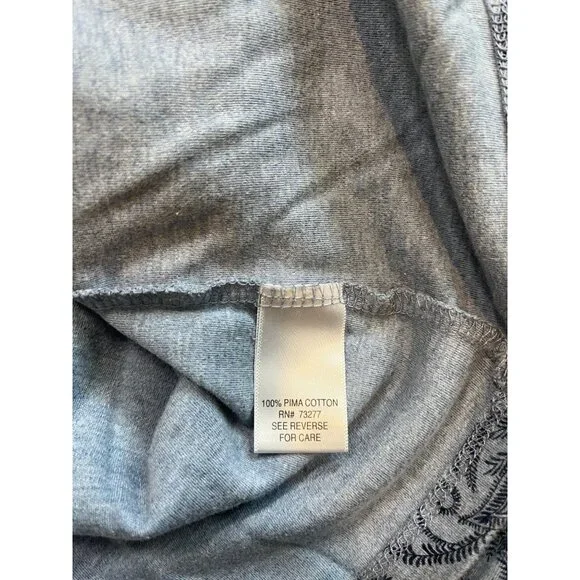 100% PIMA COTTON
RN# 73277
SEE REVERSE
FOR CARE